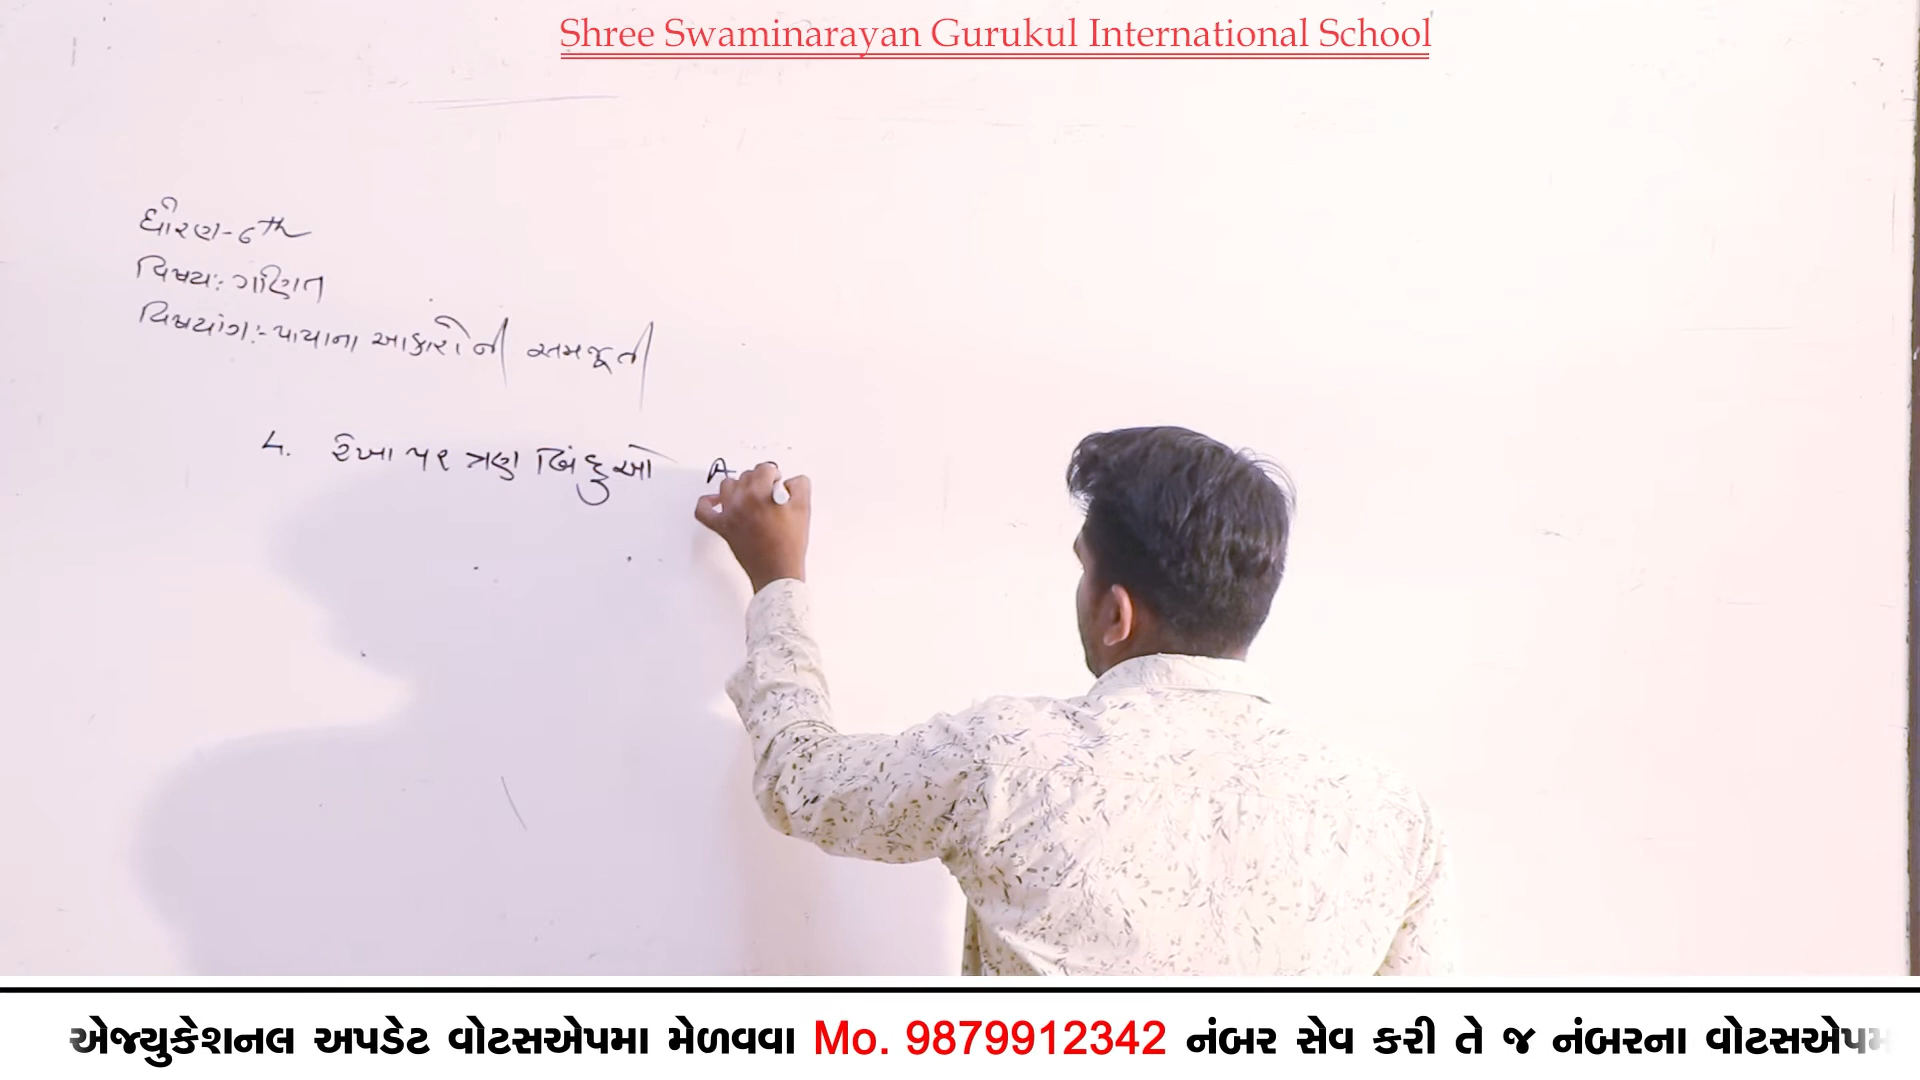 Shree Swaminarayan Gurukul International School
ધોરણ-6th
વિષય: ગણિત
વિષયાંગ:- પાયાના આકારોની સમજૂતી
4. રેખા પર ત્રણ બિંદુઓ A
એજ્યુકેશનલ અપડેટ વોટસએપમા મેળવવા Mo. 9879912342 નંબર સેવ કરી તે જ નંબરના વોટસએપમ